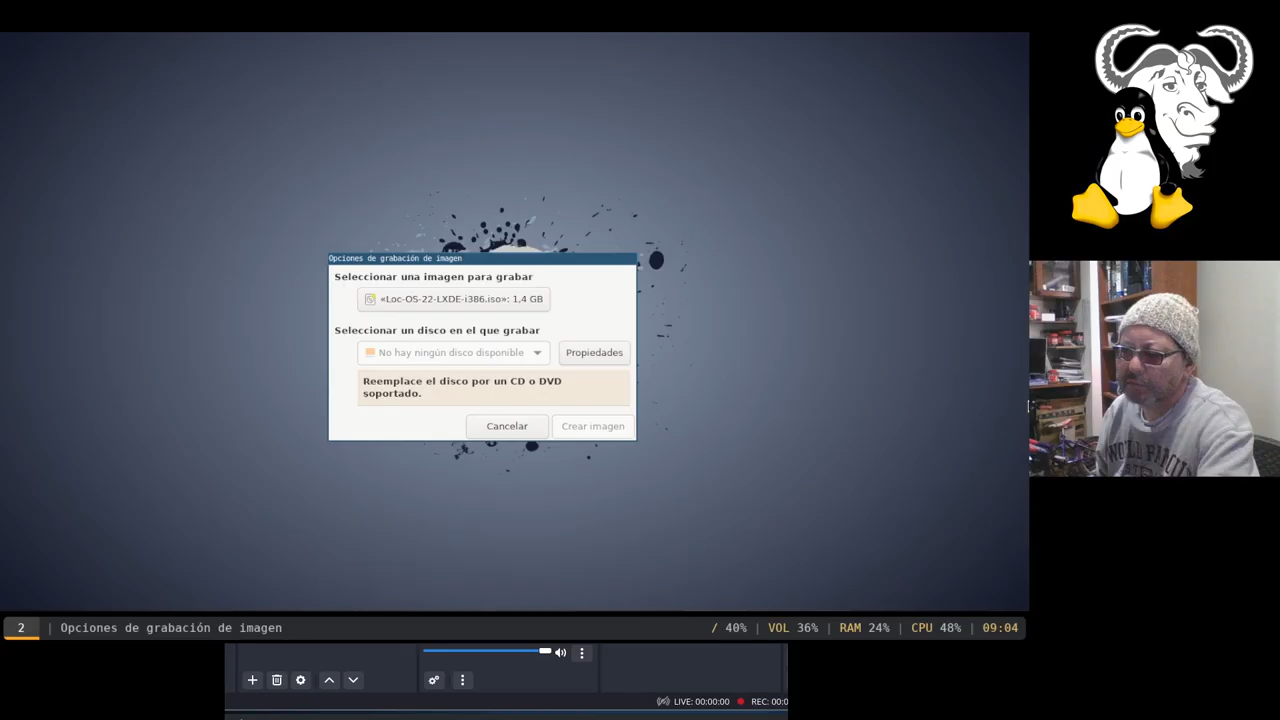 Opciones de grabación de imagen
Seleccionar una imagen para grabar
«Loc-OS-22-LXDE-i386.iso»: 1,4 GB
Seleccionar un disco en el que grabar
No hay ningún disco disponible
Propiedades
Reemplace el disco por un CD o DVD
soportado.
Cancelar
Crear imagen
2 | Opciones de grabación de imagen
/ 40% | VOL 36% | RAM 24% | CPU 48% | 09:04
LIVE: 00:00:00
REC: 00:0